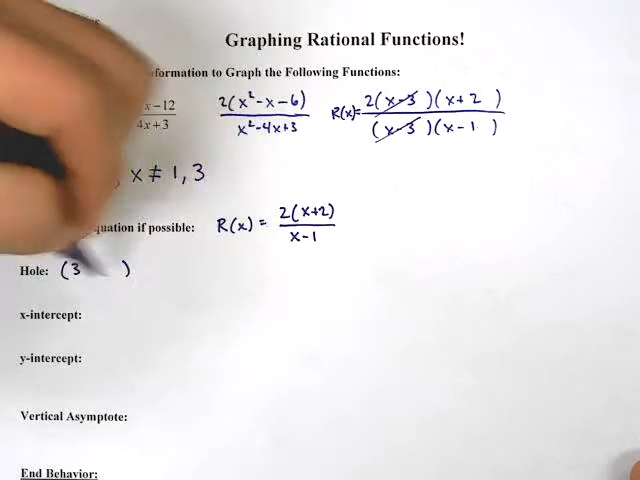 Graphing Rational Functions!
formation to Graph the Following Functions:
x − 12 2(x² - x - 6) R(x) = 2(x-3)(x+2)
4x + 3 x² - 4x + 3 (x-3)(x-1)
x ≠ 1, 3
quation if possible: R(x) = 2(x+2)
x-1
Hole: (3 )
x-intercept:
y-intercept:
Vertical Asymptote:
End Behavior: